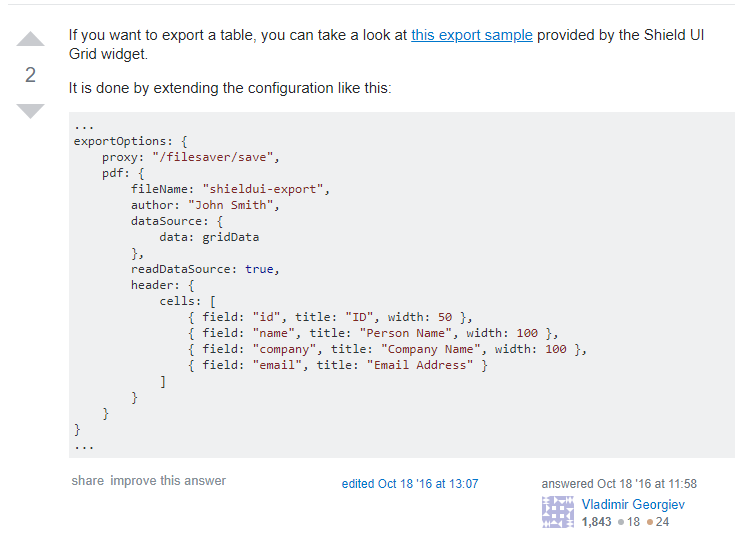 If you want to export a table, you can take a look at this export sample provided by the Shield UI
Grid widget.
2
It is done by extending the configuration like this:
...
exportOptions: {
    proxy: "/filesaver/save",
    pdf: {
        fileName: "shieldui-export",
        author: "John Smith",
        dataSource: {
            data: gridData
        },
        readDataSource: true,
        header: {
            cells: [
                { field: "id", title: "ID", width: 50 },
                { field: "name", title: "Person Name", width: 100 },
                { field: "company", title: "Company Name", width: 100 },
                { field: "email", title: "Email Address" }
            ]
        }
    }
}
...
share improve this answer
edited Oct 18 '16 at 13:07
answered Oct 18 '16 at 11:58
Vladimir Georgiev
1,843 ●18 ●24